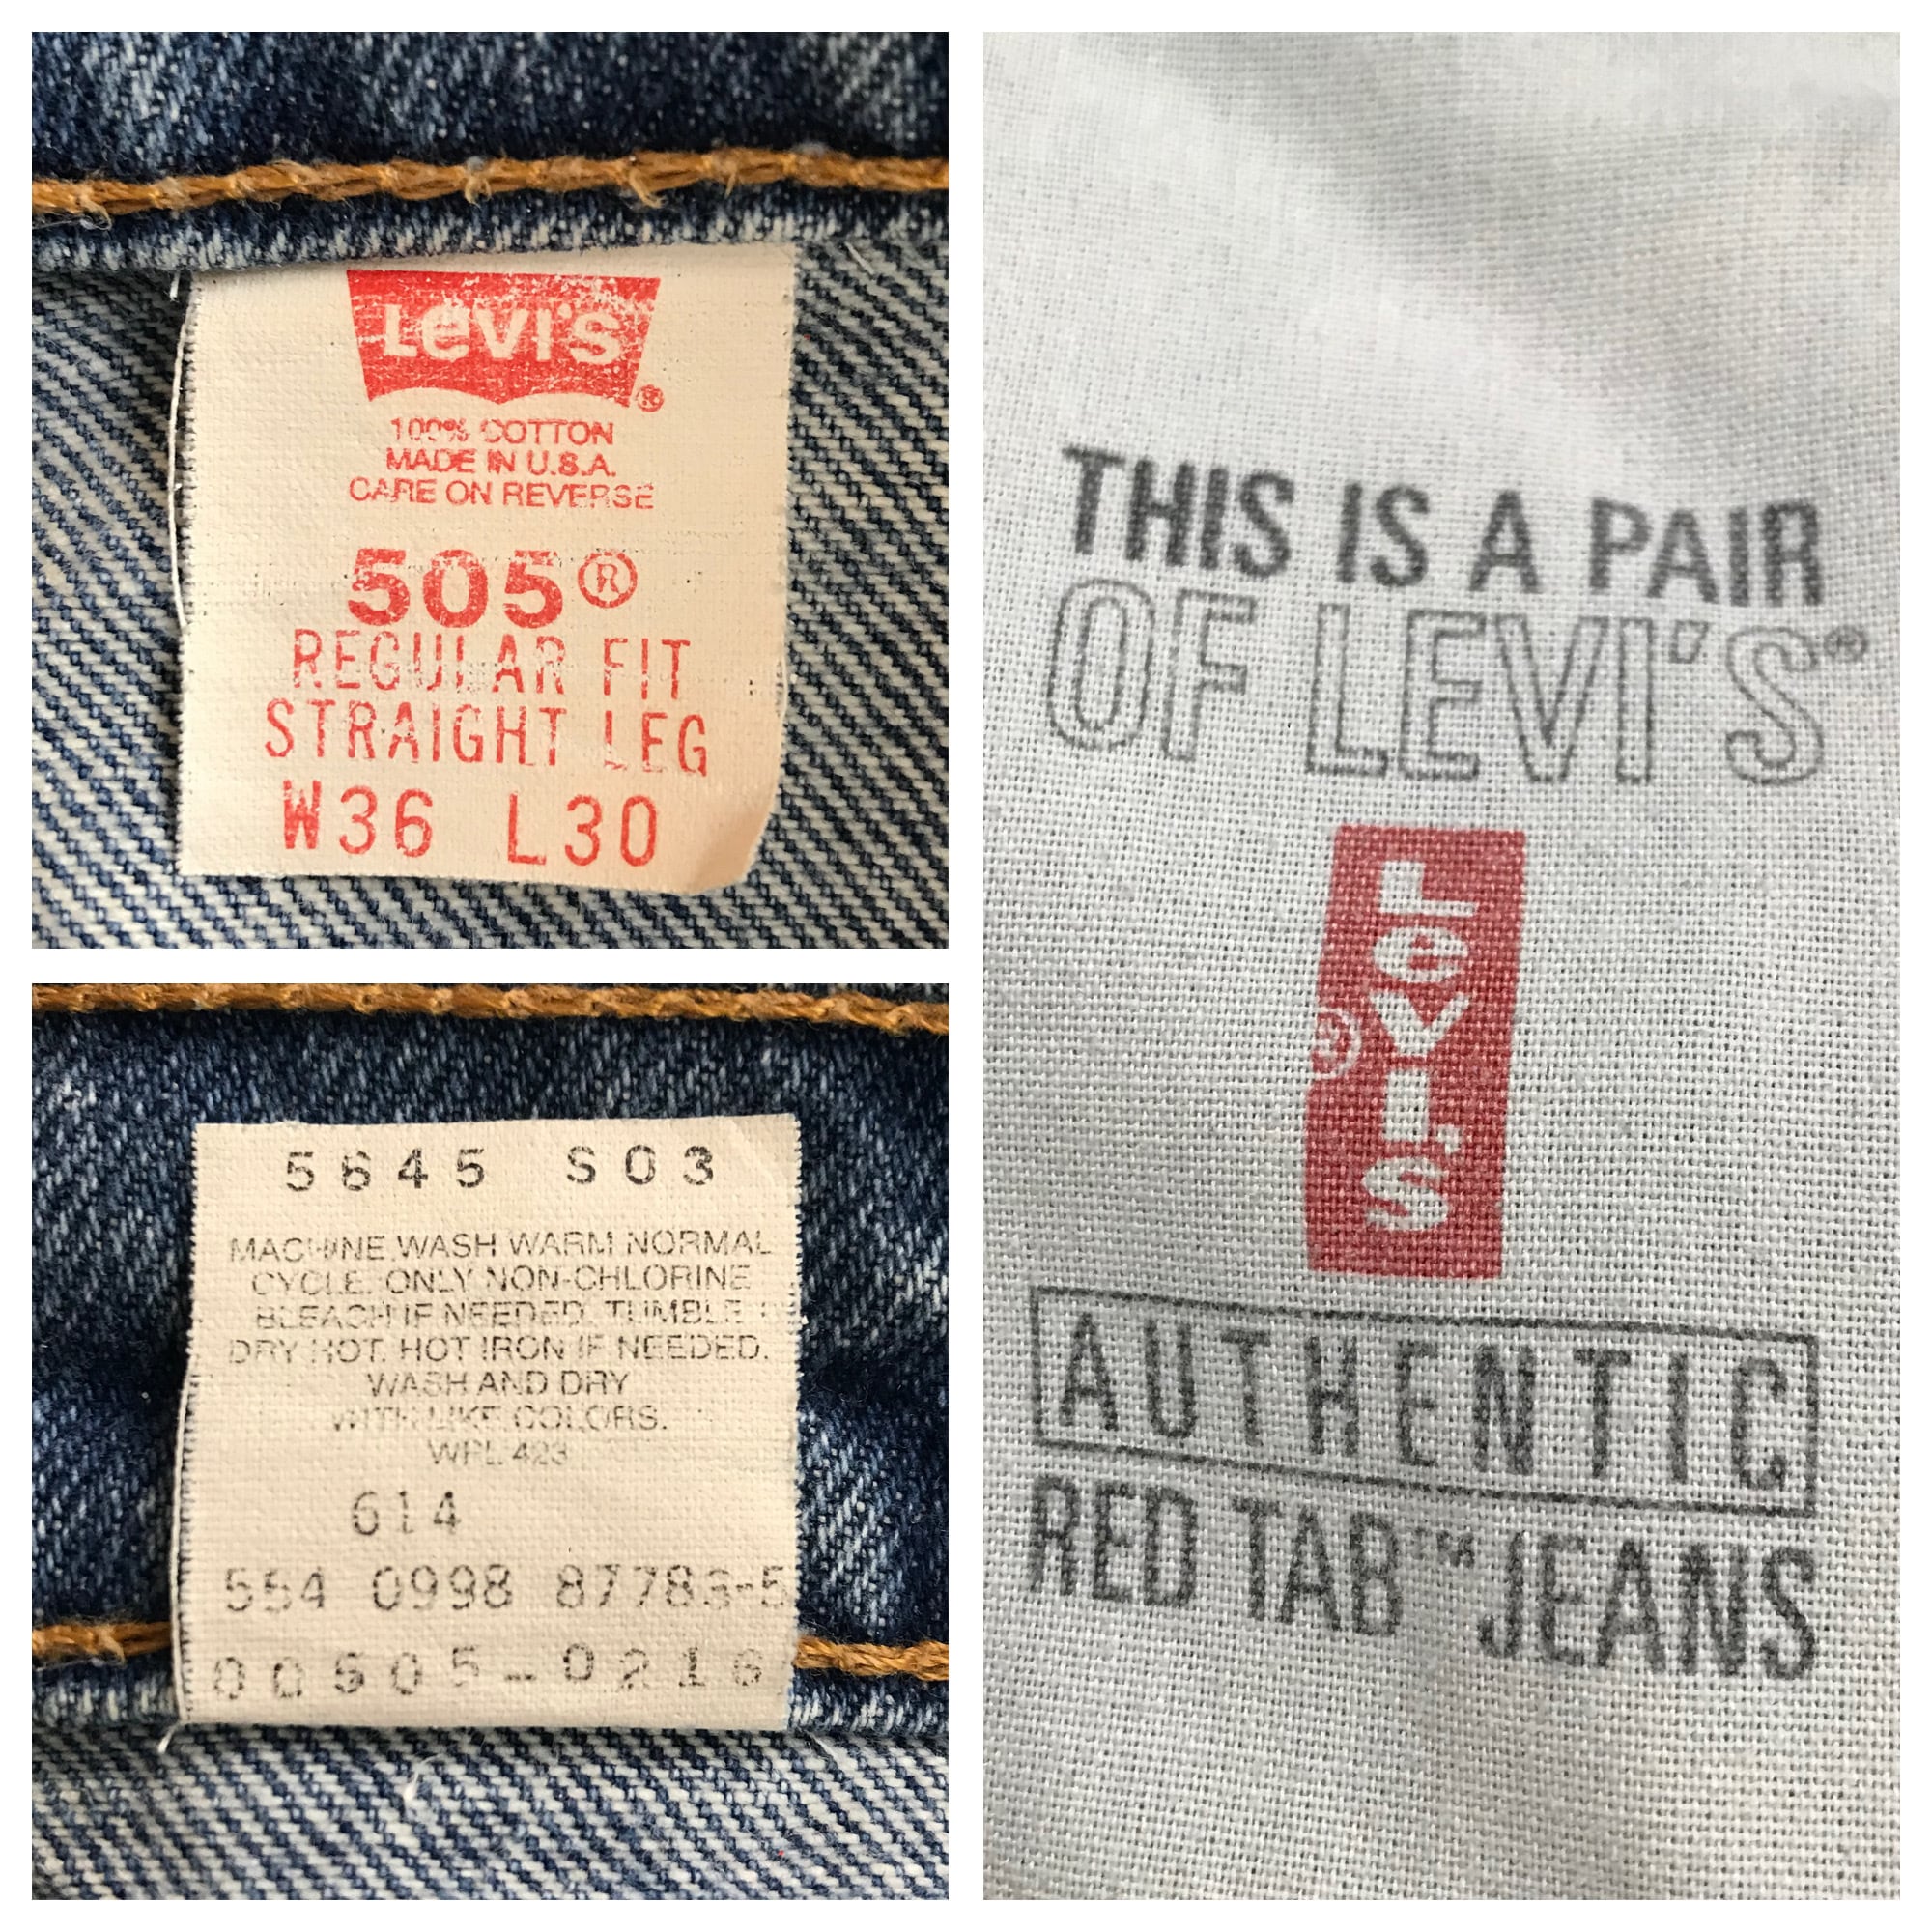 LEVI'S®
100% COTTON
MADE IN U.S.A.
CARE ON REVERSE
505®
REGULAR FIT
STRAIGHT LEG
W36 L30
5645 S03
MACHINE WASH WARM NORMAL
CYCLE. ONLY NON-CHLORINE
BLEACH IF NEEDED. TUMBLE
DRY HOT. HOT IRON IF NEEDED.
WASH AND DRY
WITH LIKE COLORS.
WPL 423
614
554 0998
00505-0216
THIS IS A PAIR
OF LEVI'S®
LEVI'S®
AUTHENTIC
RED TAB™ JEANS